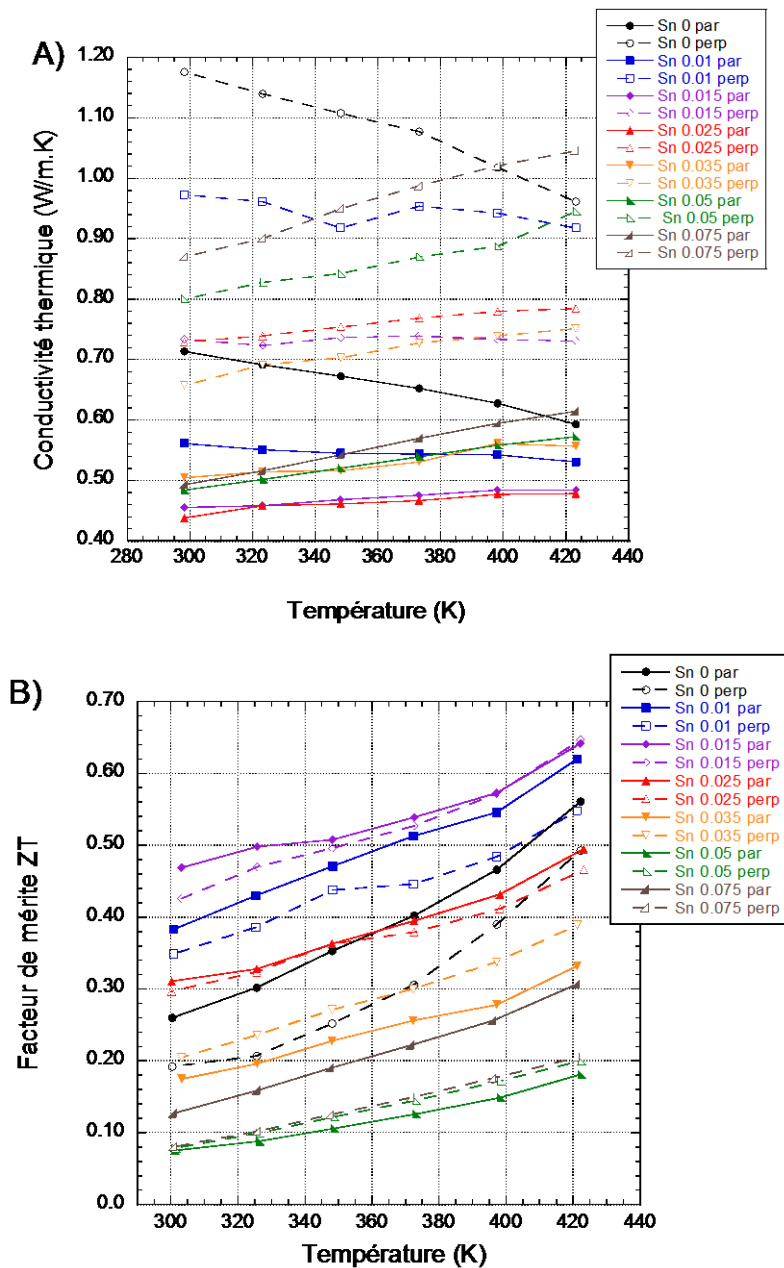 A)
Conductivité thermique (W/m.K)
1.20
1.10
1.00
0.90
0.80
0.70
0.60
0.50
0.40
280
300
320
340
360
380
400
420
440
Température (K)
Sn 0 par
Sn 0 perp
Sn 0.01 par
Sn 0.01 perp
Sn 0.015 par
Sn 0.015 perp
Sn 0.025 par
Sn 0.025 perp
Sn 0.035 par
Sn 0.035 perp
Sn 0.05 par
Sn 0.05 perp
Sn 0.075 par
Sn 0.075 perp
B)
Facteur de mérite ZT
0.70
0.60
0.50
0.40
0.30
0.20
0.10
0.0
300
320
340
360
380
400
420
440
Température (K)
Sn 0 par
Sn 0 perp
Sn 0.01 par
Sn 0.01 perp
Sn 0.015 par
Sn 0.015 perp
Sn 0.025 par
Sn 0.025 perp
Sn 0.035 par
Sn 0.035 perp
Sn 0.05 par
Sn 0.05 perp
Sn 0.075 par
Sn 0.075 perp